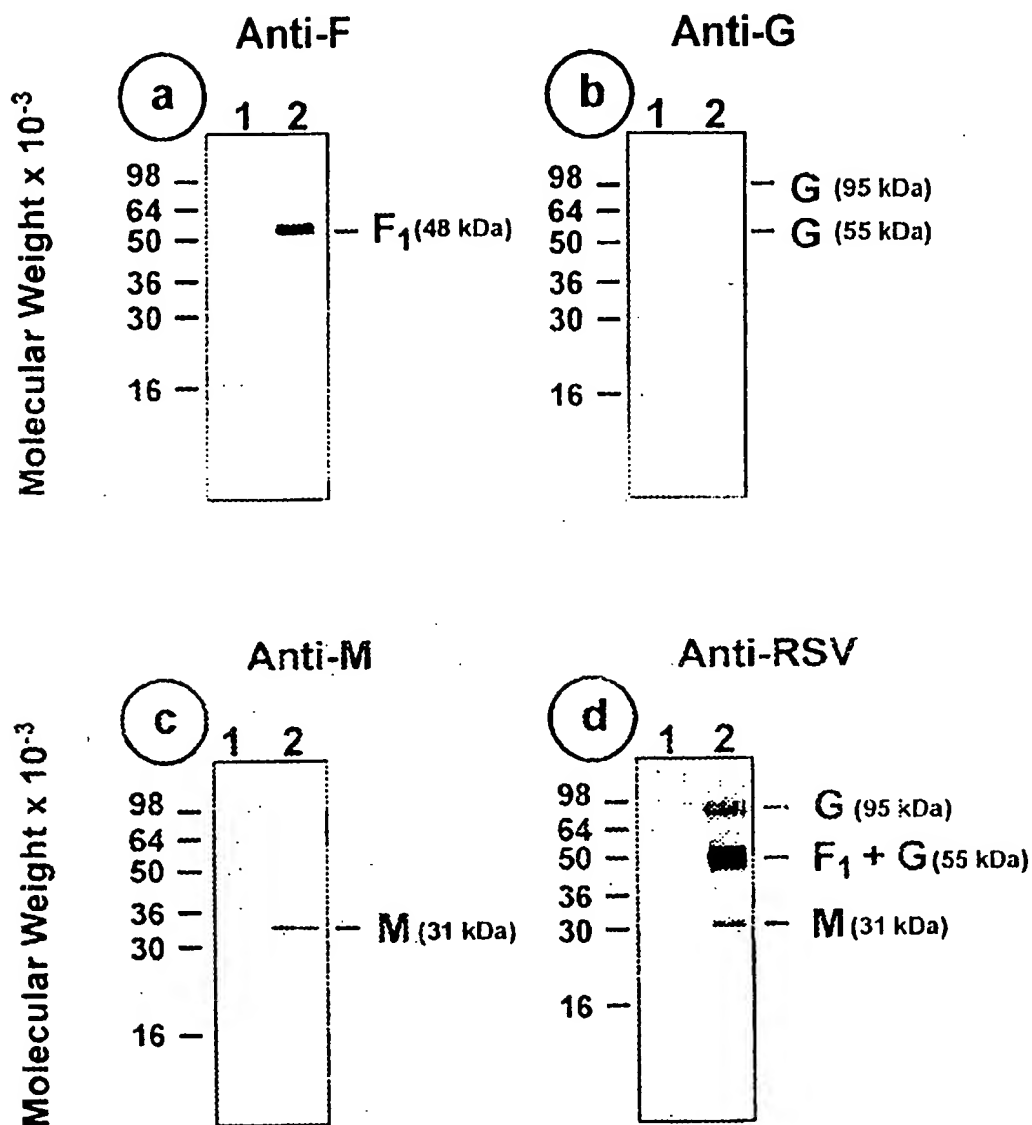 Anti-F
Molecular Weight x 10⁻³
a
1 2
98
64
50
36
30
16
F₁ (48 kDa)
Anti-G
b
1 2
98
64
50
36
30
16
G (95 kDa)
G (55 kDa)
Anti-M
Molecular Weight x 10⁻³
c
1 2
98
64
50
36
30
16
M (31 kDa)
Anti-RSV
d
1 2
98
64
50
36
30
16
G (95 kDa)
F₁ + G (55 kDa)
M (31 kDa)